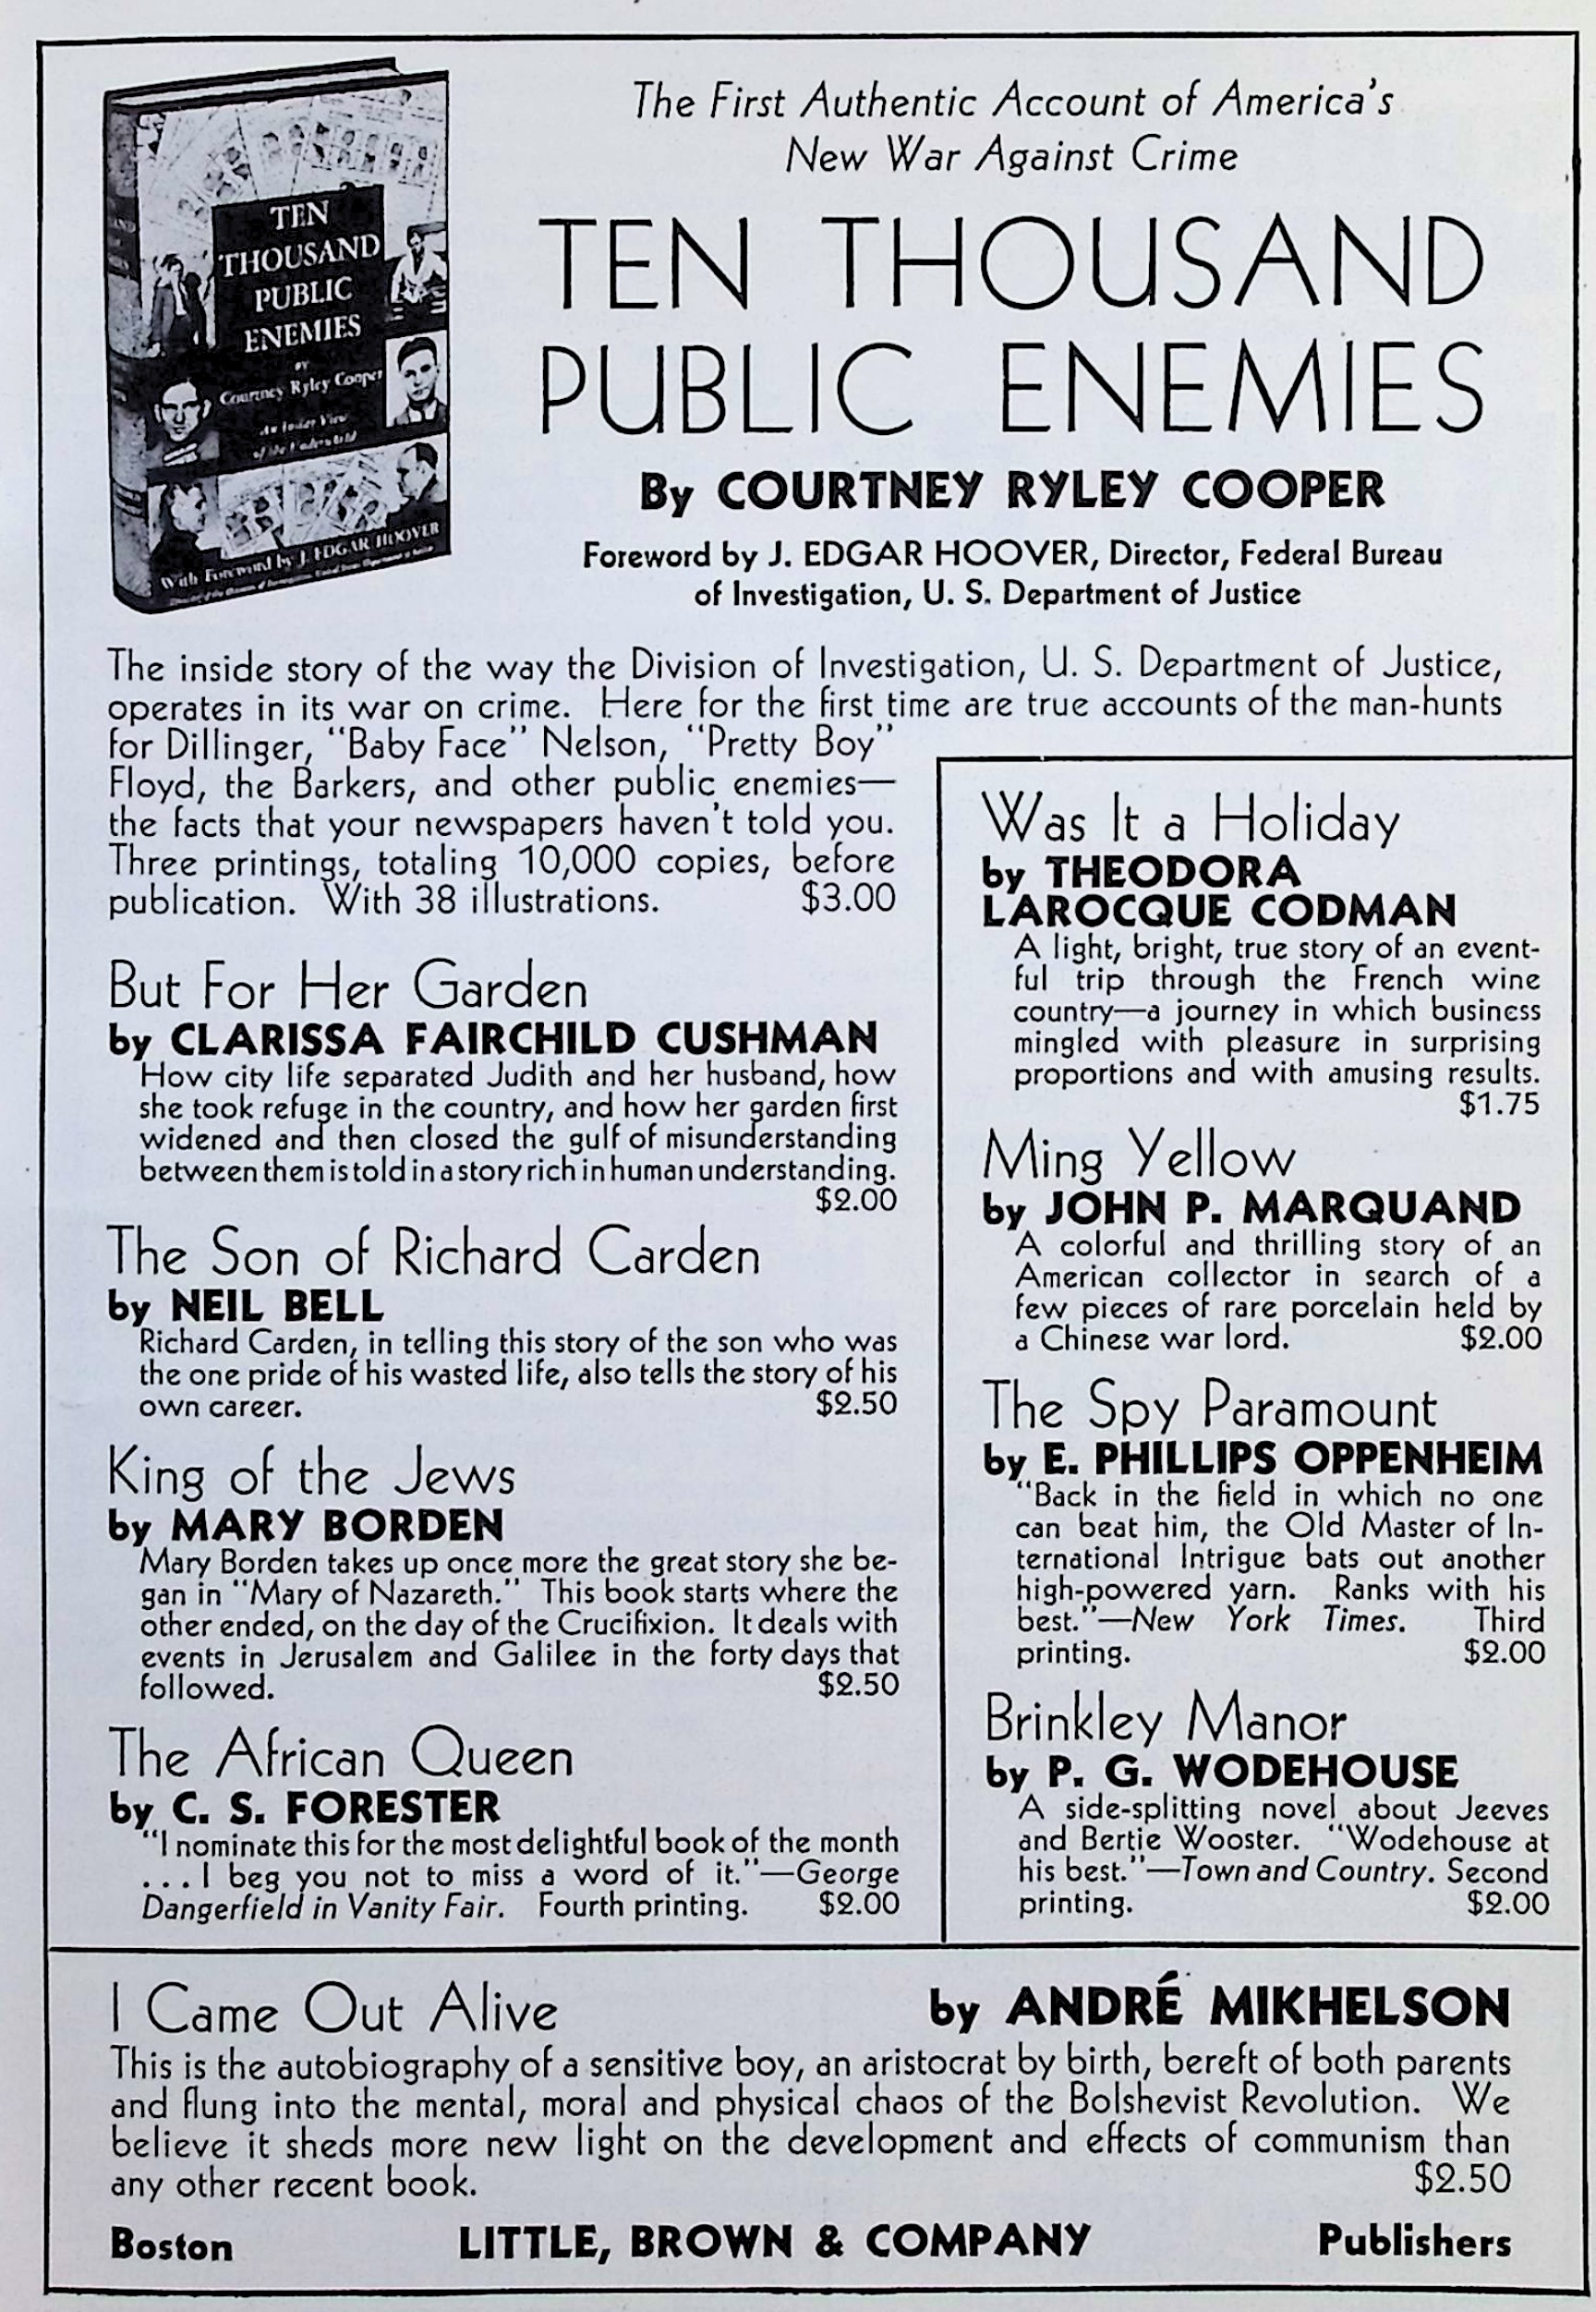 TEN
THOUSAND
PUBLIC
ENEMIES
BY
Courtney Ryley Cooper
An Inside View
of the Underworld
With Foreword by J. EDGAR HOOVER
The First Authentic Account of America's
New War Against Crime
TEN THOUSAND
PUBLIC ENEMIES
By COURTNEY RYLEY COOPER
Foreword by J. EDGAR HOOVER, Director, Federal Bureau
of Investigation, U. S. Department of Justice
The inside story of the way the Division of Investigation, U. S. Department of Justice,
operates in its war on crime. Here for the first time are true accounts of the man-hunts
for Dillinger, "Baby Face" Nelson, "Pretty Boy"
Floyd, the Barkers, and other public enemies—
the facts that your newspapers haven't told you.
Three printings, totaling 10,000 copies, before
publication. With 38 illustrations. $3.00
But For Her Garden
by CLARISSA FAIRCHILD CUSHMAN
How city life separated Judith and her husband, how
she took refuge in the country, and how her garden first
widened and then closed the gulf of misunderstanding
between them is told in a story rich in human understanding.
$2.00
The Son of Richard Carden
by NEIL BELL
Richard Carden, in telling this story of the son who was
the one pride of his wasted life, also tells the story of his
own career. $2.50
King of the Jews
by MARY BORDEN
Mary Borden takes up once more the great story she be-
gan in "Mary of Nazareth." This book starts where the
other ended, on the day of the Crucifixion. It deals with
events in Jerusalem and Galilee in the forty days that
followed. $2.50
The African Queen
by C. S. FORESTER
"I nominate this for the most delightful book of the month
...I beg you not to miss a word of it."—George
Dangerfield in Vanity Fair. Fourth printing. $2.00
Was It a Holiday
by THEODORA
LAROCQUE CODMAN
A light, bright, true story of an event-
ful trip through the French wine
country—a journey in which business
mingled with pleasure in surprising
proportions and with amusing results.
$1.75
Ming Yellow
by JOHN P. MARQUAND
A colorful and thrilling story of an
American collector in search of a
few pieces of rare porcelain held by
a Chinese war lord. $2.00
The Spy Paramount
by E. PHILLIPS OPPENHEIM
"Back in the field in which no one
can beat him, the Old Master of In-
ternational Intrigue bats out another
high-powered yarn. Ranks with his
best."—New York Times. Third
printing. $2.00
Brinkley Manor
by P. G. WODEHOUSE
A side-splitting novel about Jeeves
and Bertie Wooster. "Wodehouse at
his best."—Town and Country. Second
printing. $2.00
I Came Out Alive by ANDRÉ MIKHELSON
This is the autobiography of a sensitive boy, an aristocrat by birth, bereft of both parents
and flung into the mental, moral and physical chaos of the Bolshevist Revolution. We
believe it sheds more new light on the development and effects of communism than
any other recent book. $2.50
Boston LITTLE, BROWN & COMPANY Publishers